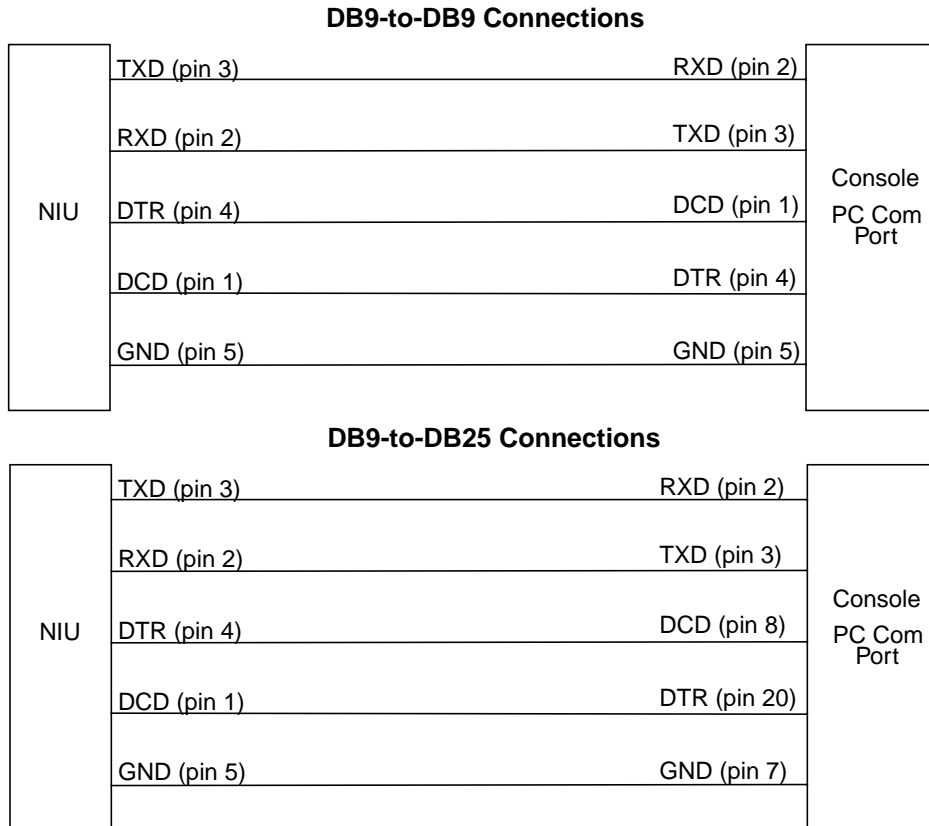 DB9-to-DB9 Connections
TXD (pin 3) RXD (pin 2)
RXD (pin 2) TXD (pin 3)
NIU DTR (pin 4) DCD (pin 1) Console
PC Com
Port
DCD (pin 1) DTR (pin 4)
GND (pin 5) GND (pin 5)
DB9-to-DB25 Connections
TXD (pin 3) RXD (pin 2)
RXD (pin 2) TXD (pin 3)
NIU DTR (pin 4) DCD (pin 8) Console
PC Com
Port
DCD (pin 1) DTR (pin 20)
GND (pin 5) GND (pin 7)